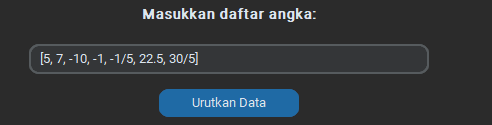 Masukkan daftar angka:
[5, 7, -10, -1, -1/5, 22.5, 30/5]
Urutkan Data